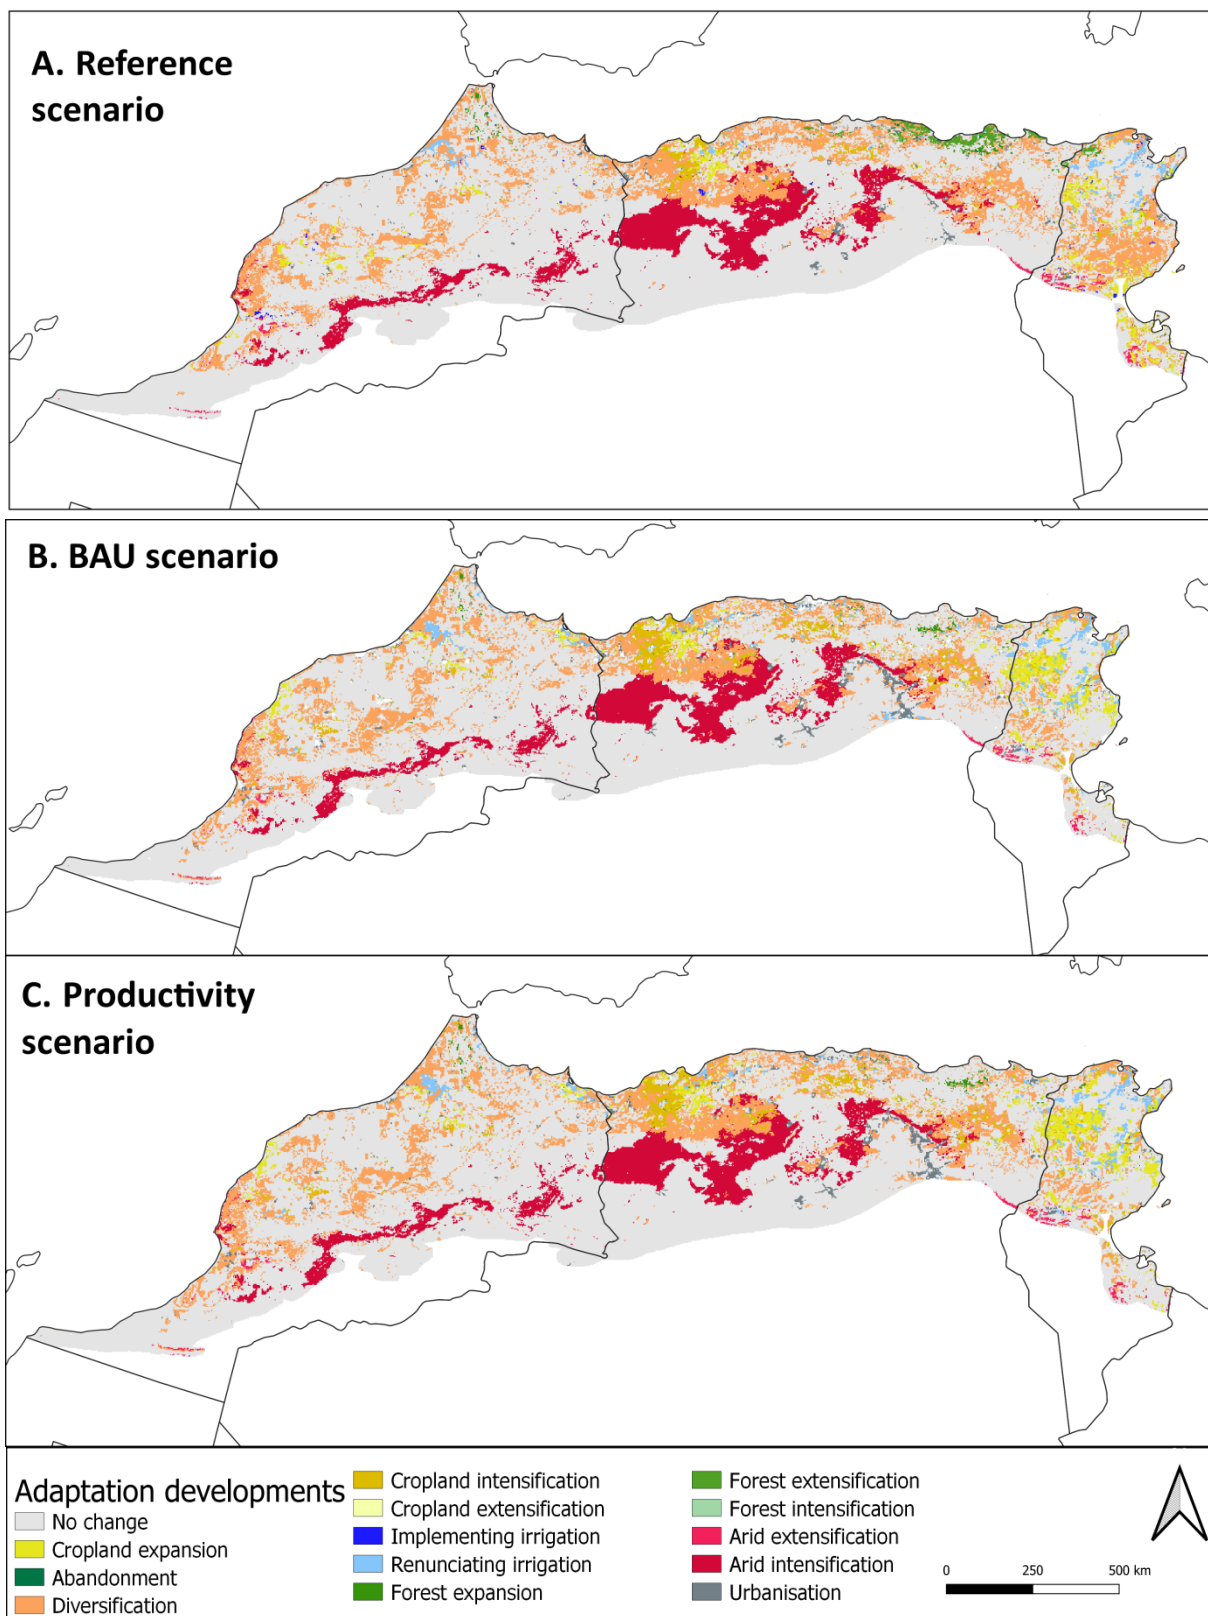 A. Reference
scenario
B. BAU scenario
C. Productivity
scenario
Adaptation developments
No change
Cropland expansion
Abandonment
Diversification
Cropland intensification
Cropland extensification
Implementing irrigation
Renunciating irrigation
Forest expansion
Forest extensification
Forest intensification
Arid extensification
Arid intensification
Urbanisation
0 250 500 km